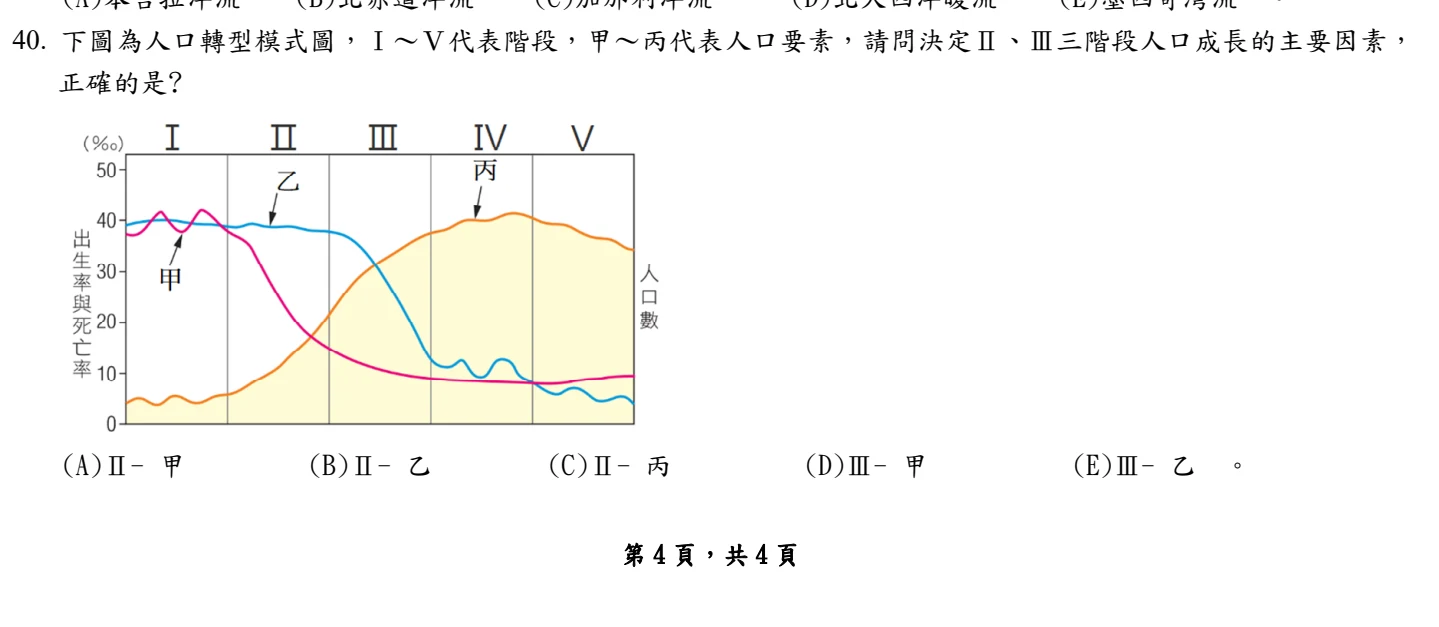 40. 下圖為人口轉型模式圖，Ⅰ～Ⅴ代表階段，甲～丙代表人口要素，請問決定Ⅱ、Ⅲ三階段人口成長的主要因素，
正確的是?
Ⅰ Ⅱ Ⅲ Ⅳ Ⅴ
(‰)
50
40
30
20
10
0
出生率與死亡率
甲
乙
丙
人口數
(A)Ⅱ- 甲 (B)Ⅱ- 乙 (C)Ⅱ- 丙 (D)Ⅲ- 甲 (E)Ⅲ- 乙 。
第 4 頁，共 4 頁